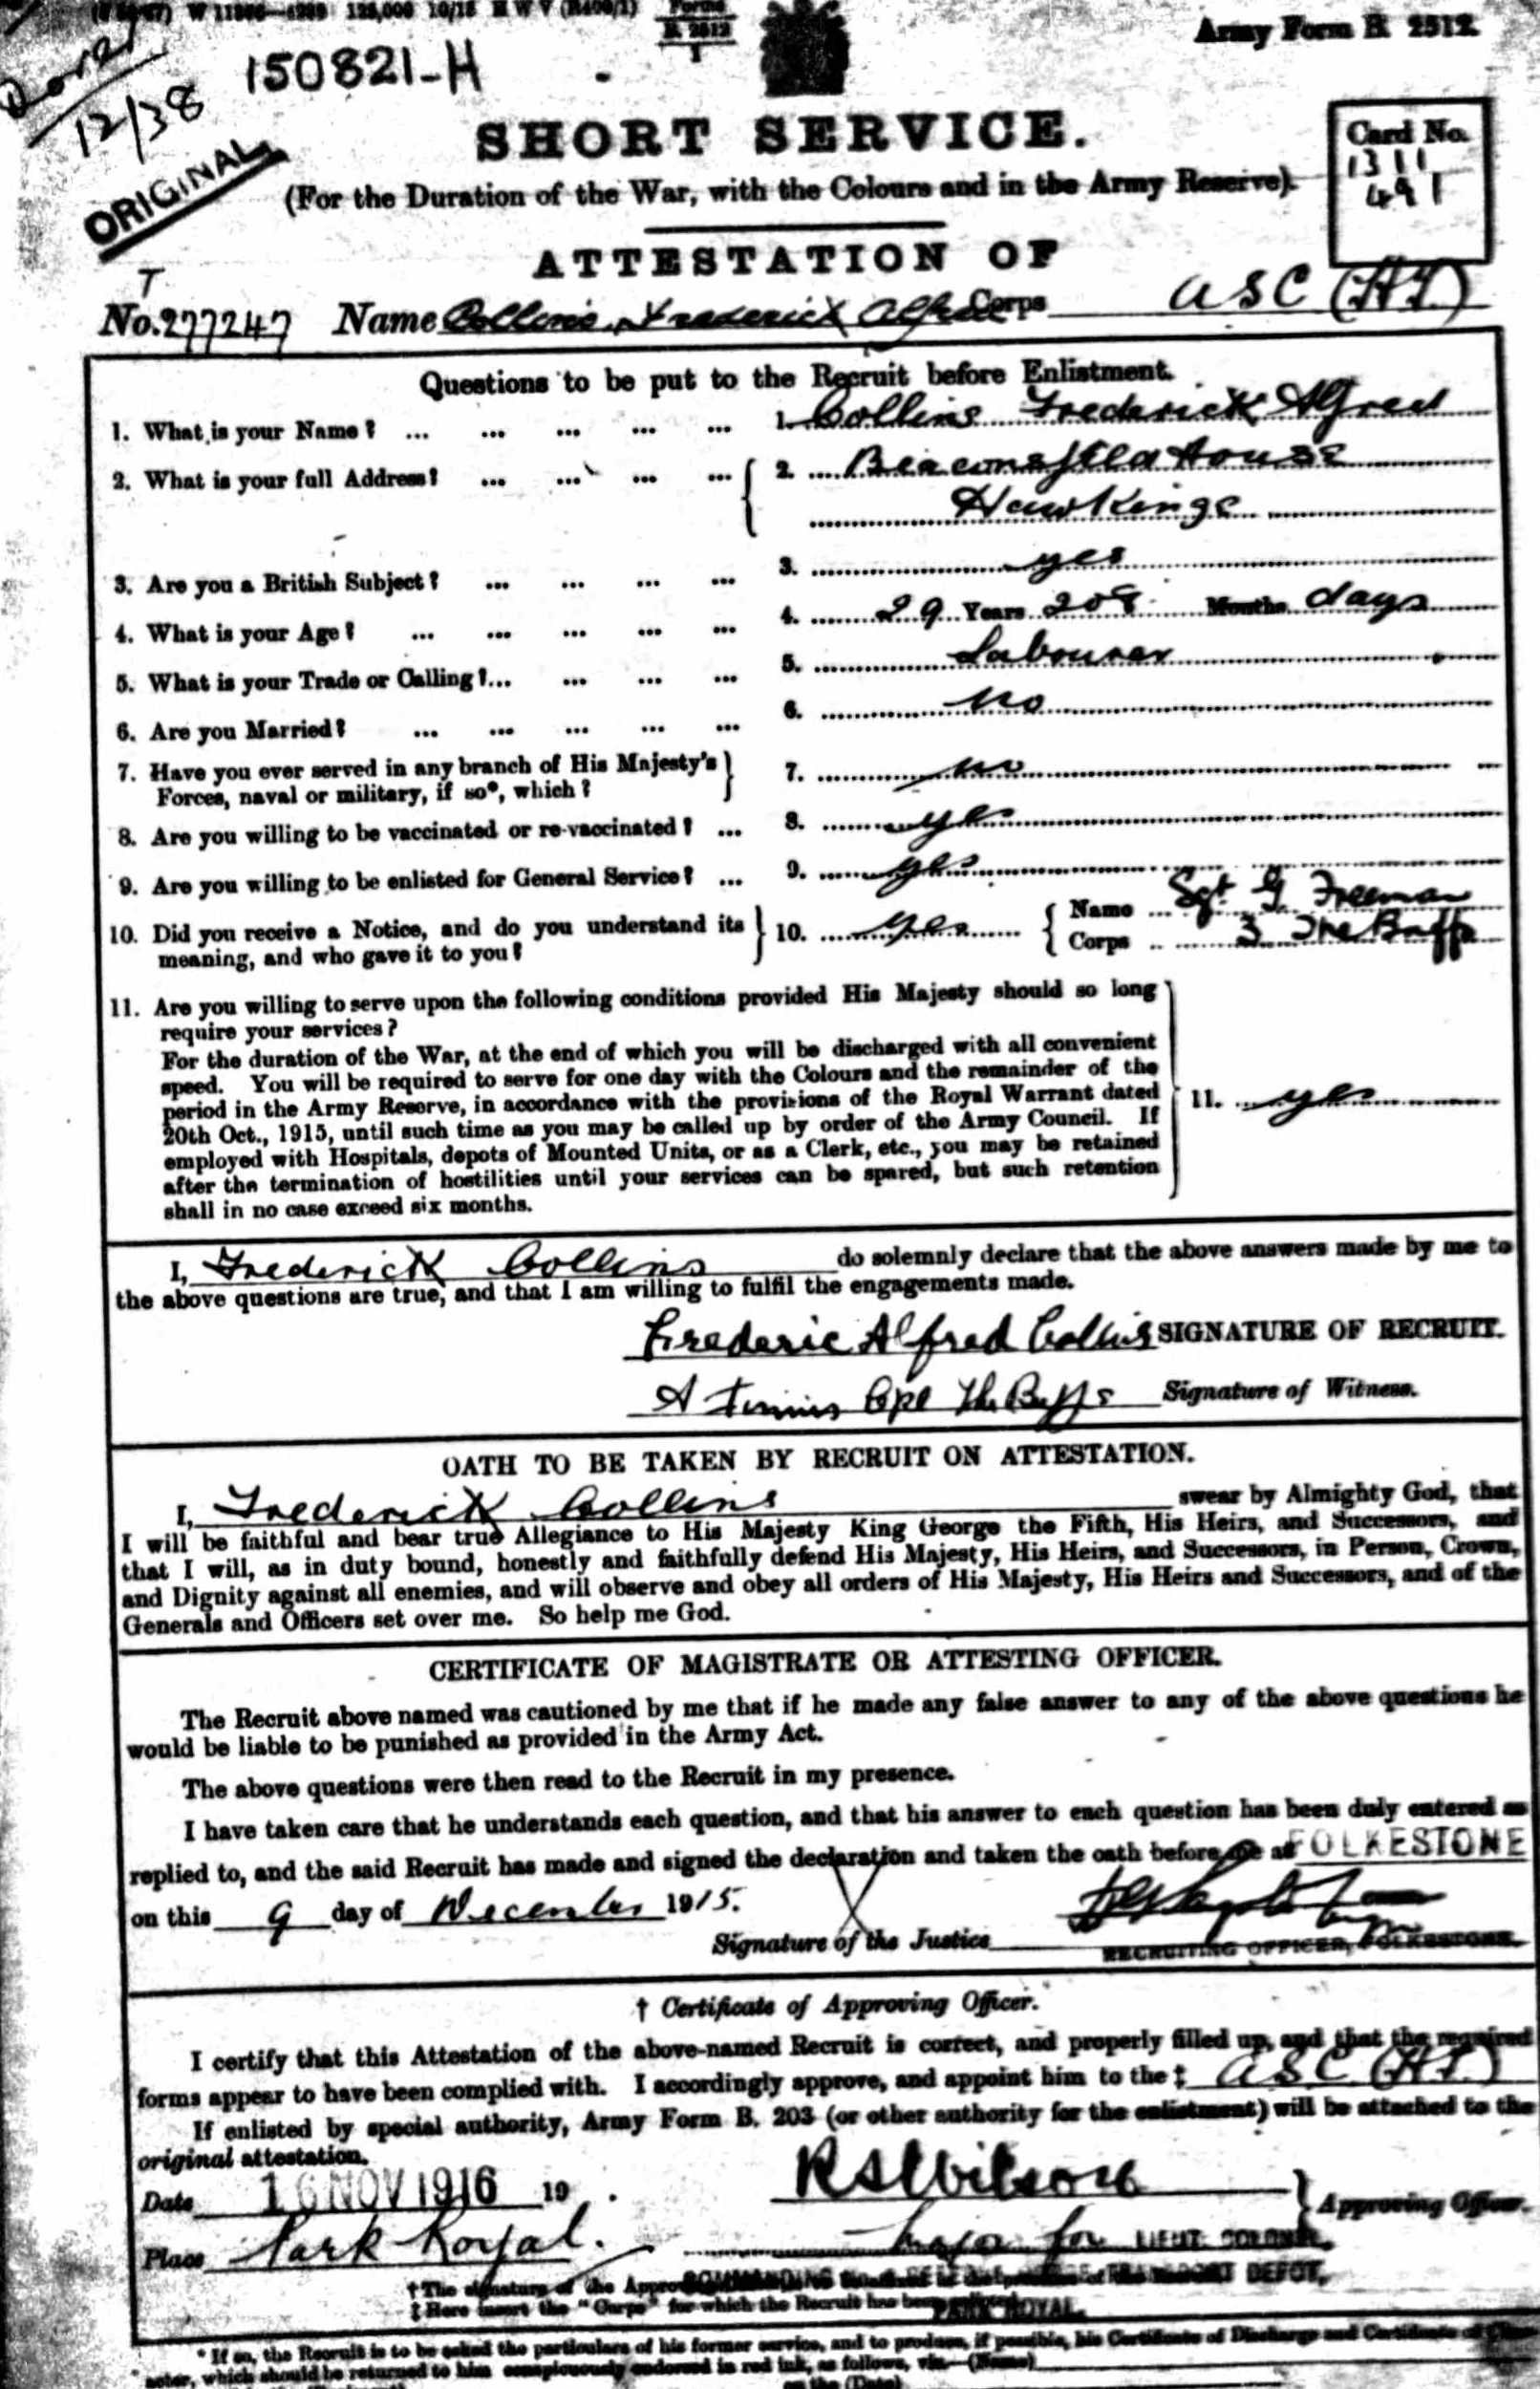 125,000 10/15 H W V
Forms
B. 2512
1
Army Form B. 2512.
12/38
150821-H
ORIGINAL
SHORT SERVICE.
(For the Duration of the War, with the Colours and in the Army Reserve).
Card No.
1311
491
ATTESTATION OF
T
No. 277247 Name Collins, Frederick Alfred Corps ASC (HT)
Questions to be put to the Recruit before Enlistment.
1. What is your Name? ... ... ... ... ... 1. Collins Frederick Alfred
2. What is your full Address? ... ... ... ... 2. Beaconsfield House
Hawkinge
3. Are you a British Subject? ... ... ... ... 3. yes
4. What is your Age? ... ... ... ... ... 4. 29 Years 208 Months days
5. What is your Trade or Calling?... ... ... ... 5. Labourer
6. Are you Married? ... ... ... ... ... 6. No
7. Have you ever served in any branch of His Majesty's 7. no
Forces, naval or military, if so*, which?
8. Are you willing to be vaccinated or re-vaccinated? ... 8. yes
9. Are you willing to be enlisted for General Service? ... 9. yes
10. Did you receive a Notice, and do you understand its 10. yes Name ... Sgt G Freeman
meaning, and who gave it to you? Corps .. 3 The Buffs
11. Are you willing to serve upon the following conditions provided His Majesty should so long
require your services?
For the duration of the War, at the end of which you will be discharged with all convenient
speed. You will be required to serve for one day with the Colours and the remainder of the
period in the Army Reserve, in accordance with the provisions of the Royal Warrant dated 11. yes
20th Oct., 1915, until such time as you may be called up by order of the Army Council. If
employed with Hospitals, depots of Mounted Units, or as a Clerk, etc., you may be retained
after the termination of hostilities until your services can be spared, but such retention
shall in no case exceed six months.
I, Frederick Collins do solemnly declare that the above answers made by me to
the above questions are true, and that I am willing to fulfil the engagements made.
Frederic Alfred Collins SIGNATURE OF RECRUIT.
A Cpl The Buffs Signature of Witness.
OATH TO BE TAKEN BY RECRUIT ON ATTESTATION.
I, Frederick Collins swear by Almighty God, that
I will be faithful and bear true Allegiance to His Majesty King George the Fifth, His Heirs, and Successors, and
that I will, as in duty bound, honestly and faithfully defend His Majesty, His Heirs, and Successors, in Person, Crown,
and Dignity against all enemies, and will observe and obey all orders of His Majesty, His Heirs and Successors, and of the
Generals and Officers set over me. So help me God.
CERTIFICATE OF MAGISTRATE OR ATTESTING OFFICER.
The Recruit above named was cautioned by me that if he made any false answer to any of the above questions he
would be liable to be punished as provided in the Army Act.
The above questions were then read to the Recruit in my presence.
I have taken care that he understands each question, and that his answer to each question has been duly entered as
replied to, and the said Recruit has made and signed the declaration and taken the oath before me at FOLKESTONE
on this 9 day of December 1915.
Signature of the Justice
RECRUITING OFFICER, FOLKESTONE.
† Certificate of Approving Officer.
I certify that this Attestation of the above-named Recruit is correct, and properly filled up, and that the required
forms appear to have been complied with. I accordingly approve, and appoint him to the ‡ ASC (HT)
If enlisted by special authority, Army Form B. 203 (or other authority for the enlistment) will be attached to the
original attestation.
Date 16 NOV 1916 19 . R S Wilson
Approving Officer.
Place Park Royal. Major for LIEUT COLONEL,
† The signature of the Approving DEPOT,
‡ Here insert the "Corps" for which the Recruit has been PARK ROYAL.
* If so, the Recruit is to be asked the particulars of his former service, and to produce, if possible, his Certificate of Discharge and Certificate of
acter, which should be returned to him conspicuously endorsed in red ink, as follows, viz.—(Name)
on the (Date)